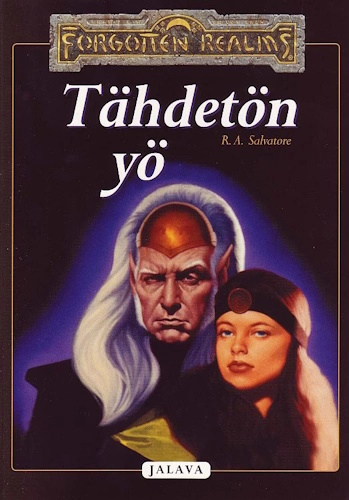 FORGOTTEN REALMS
Tähdetön
R. A. Salvatore
yö
JALAVA